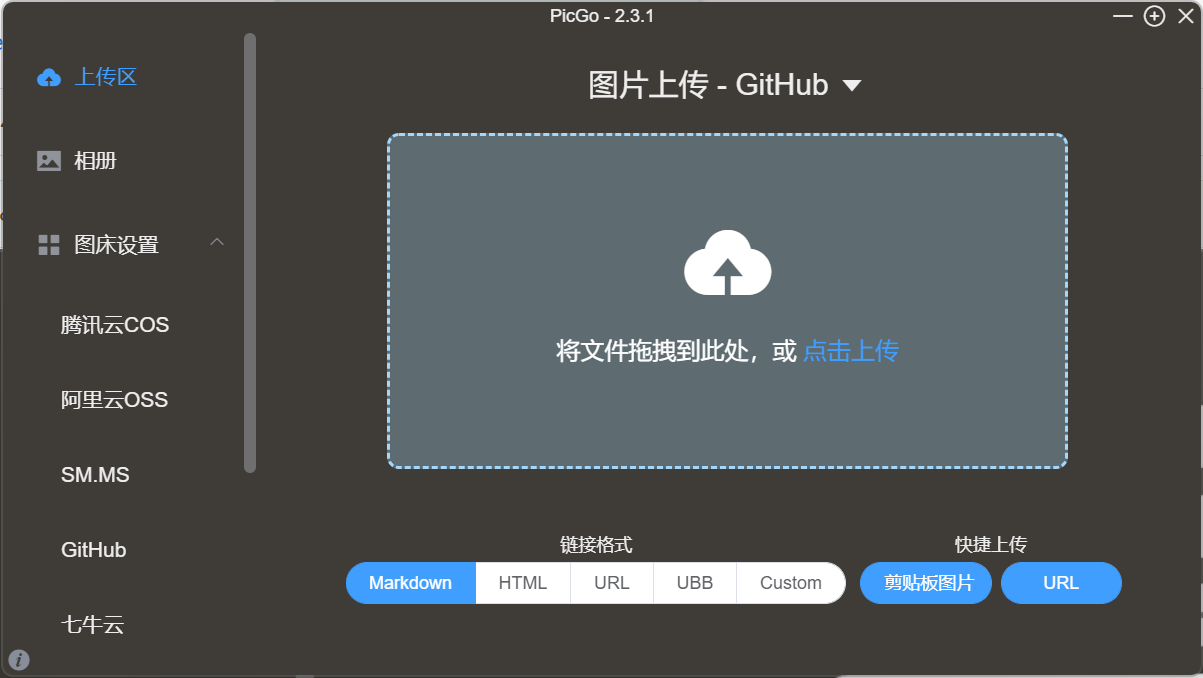 PicGo - 2.3.1
上传区
相册
图床设置
腾讯云COS
阿里云OSS
SM.MS
GitHub
七牛云
图片上传 - GitHub
将文件拖拽到此处，或 点击上传
链接格式
Markdown HTML URL UBB Custom
快捷上传
剪贴板图片 URL